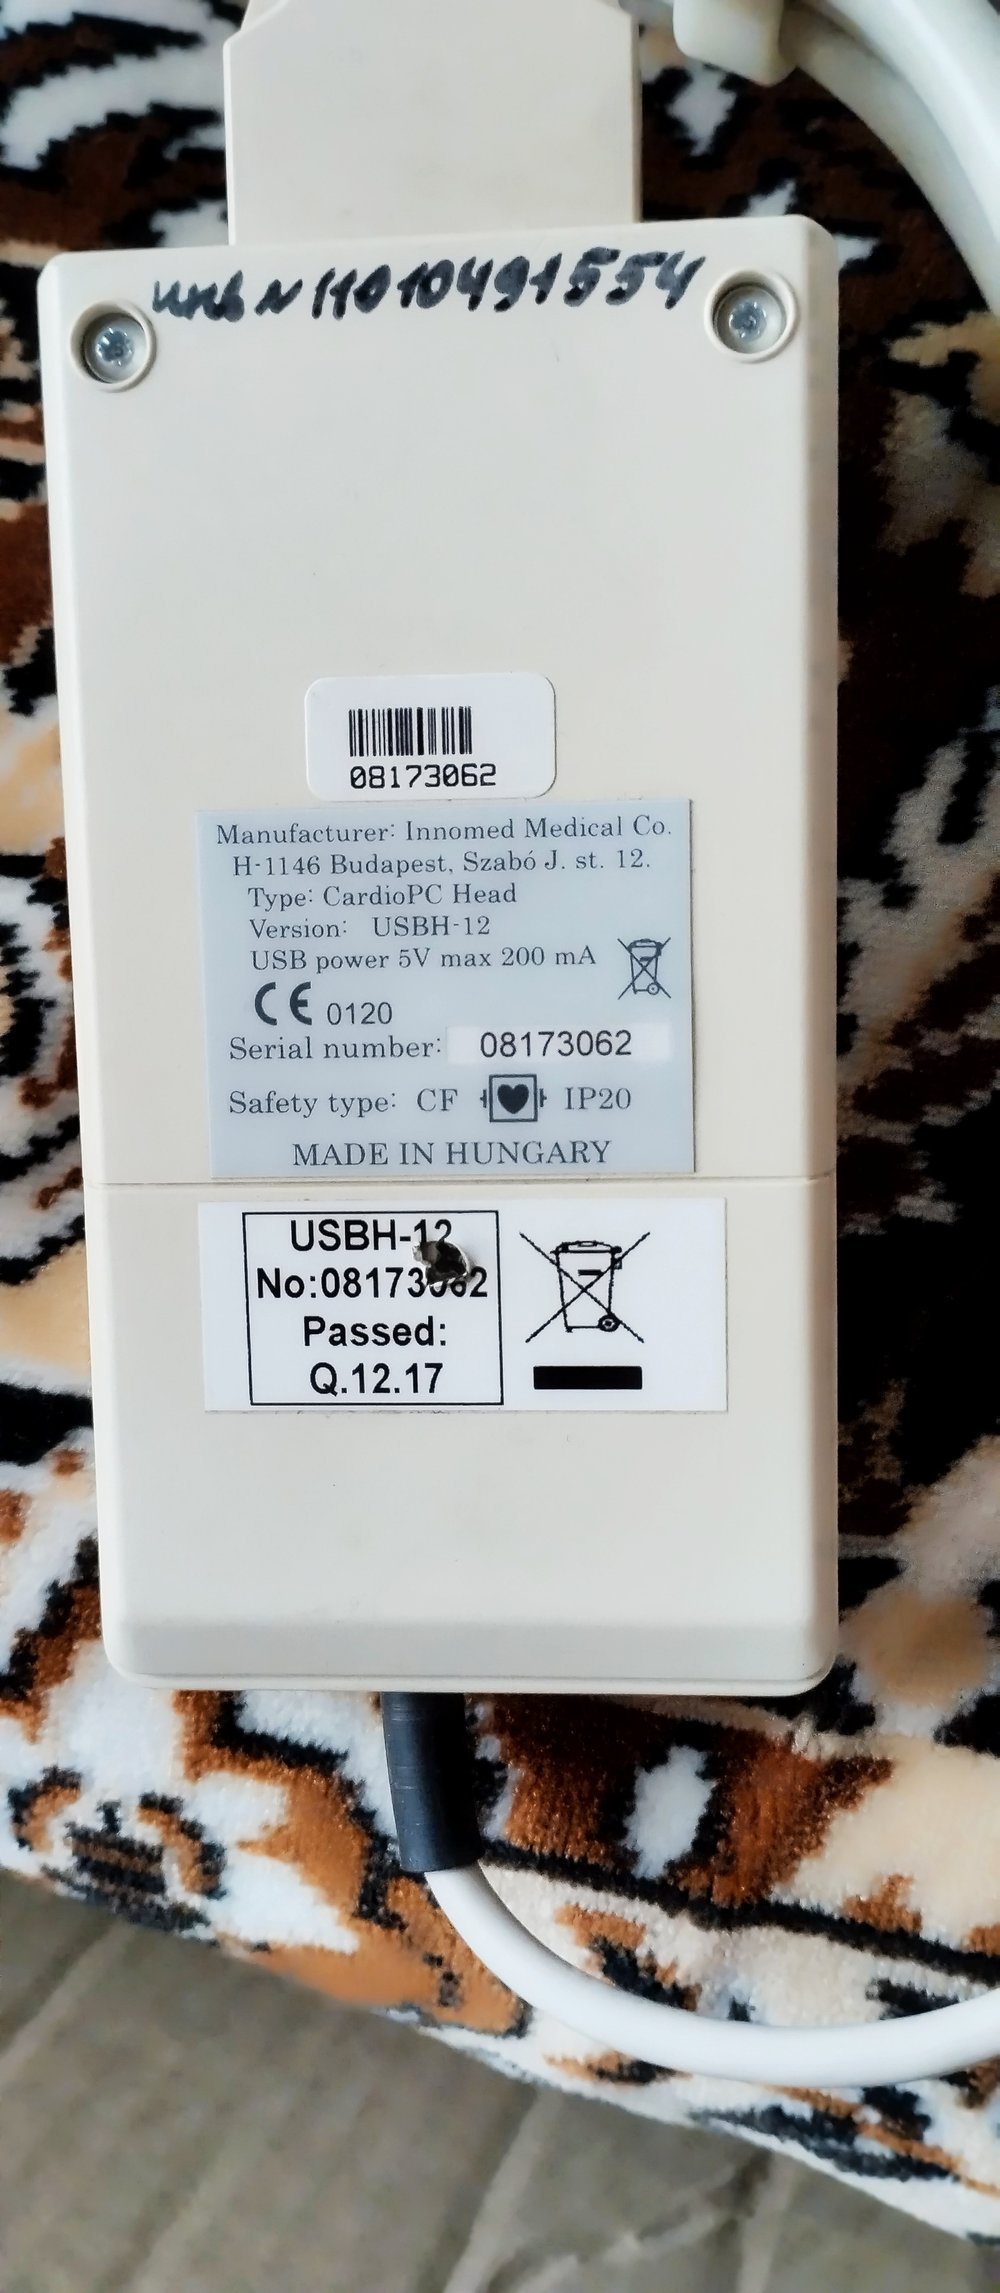 инв N 11010491554
08173062
Manufacturer: Innomed Medical Co.
H-1146 Budapest, Szabó J. st. 12.
Type: CardioPC Head
Version: USBH-12
USB power 5V max 200 mA
CE 0120
Serial number: 08173062
Safety type: CF IP20
MADE IN HUNGARY
USBH-12
No:08173062
Passed:
Q.12.17